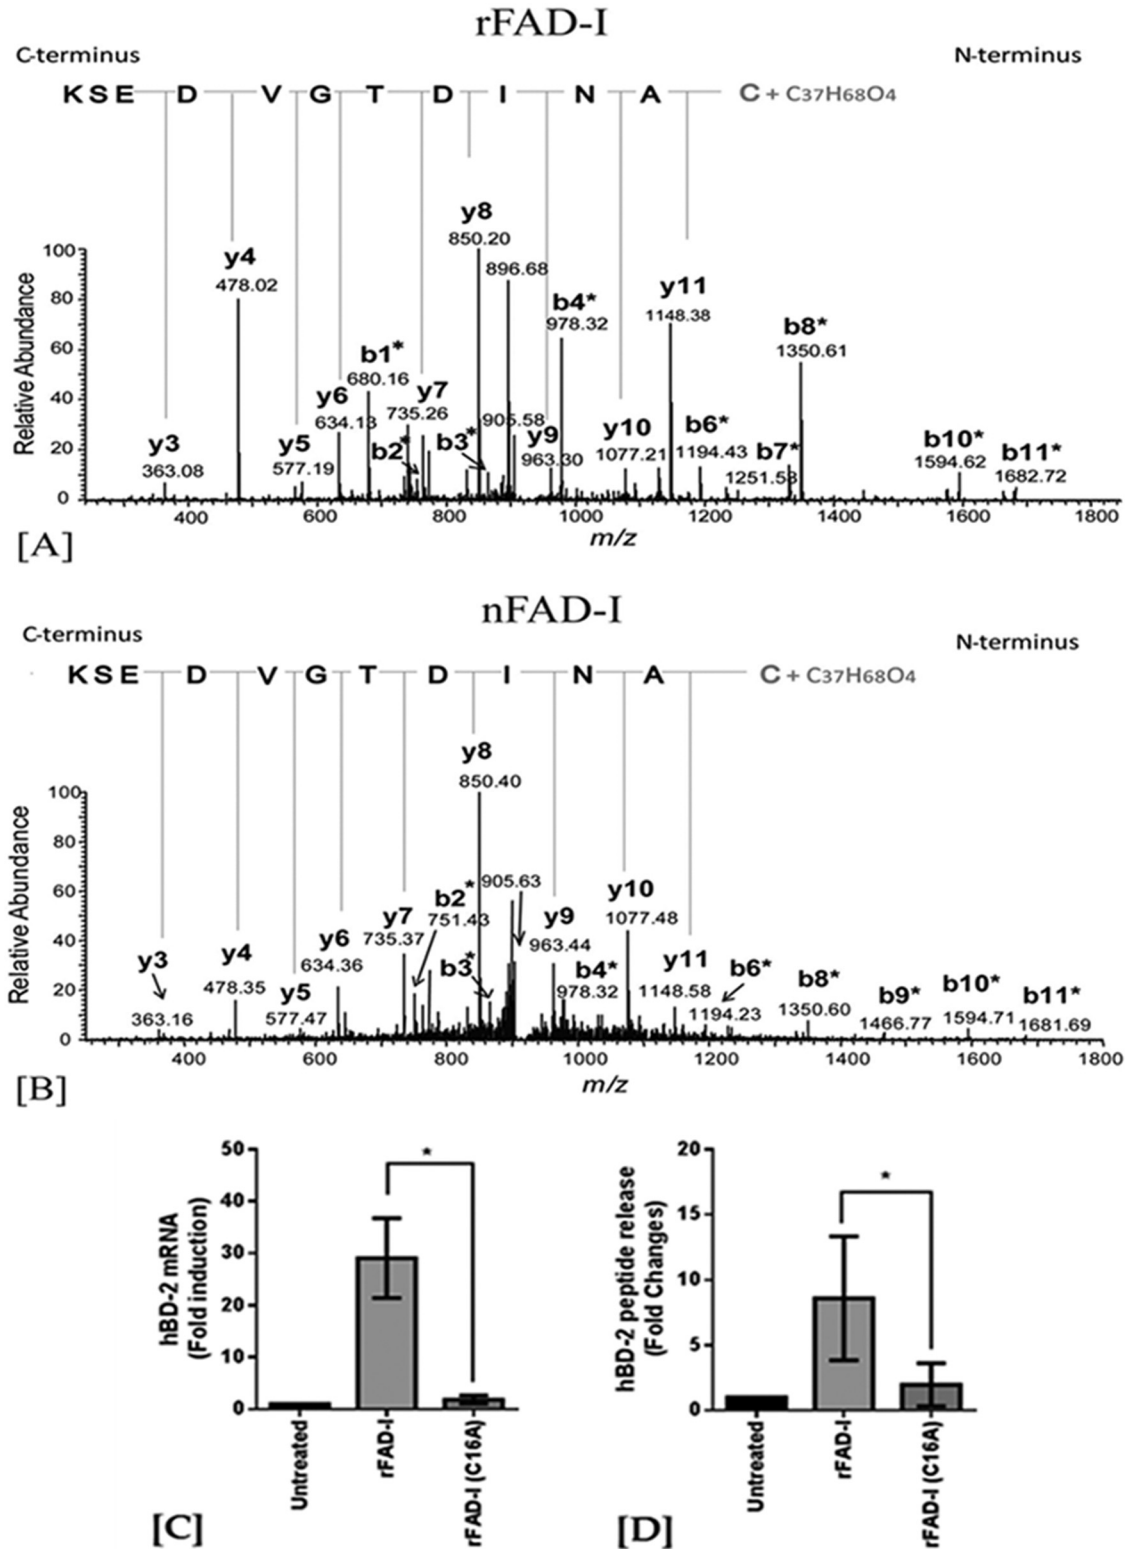 rFAD-I
C-terminus N-terminus
KSE D V G T D I N A C + C37H68O4
y8
850.20
y4
478.02
896.68
y11
1148.38
b4*
978.32
b8*
1350.61
b1*
680.16
y6
634.13
y7
735.26
905.58
y3
363.08
y5
577.19
b2*
b3*
y9
963.30
y10
1077.21
b6*
1194.43
b7*
1251.53
b10*
1594.62
b11*
1682.72
Relative Abundance
100
80
60
40
20
0
400 600 800 1000 1200 1400 1600 1800
m/z
[A]
nFAD-I
C-terminus N-terminus
KSE D V G T D I N A C + C37H68O4
y8
850.40
905.63
y10
1077.48
b2*
751.43
y7
735.37
y9
963.44
y6
634.36
y3
363.16
y4
478.35
y5
577.47
b3*
b4*
978.32
y11
1148.58
b6*
1194.23
b8*
1350.60
b9*
1466.77
b10*
1594.71
b11*
1681.69
Relative Abundance
100
80
60
40
20
0
400 600 800 1000 1200 1400 1600 1800
m/z
[B]
hBD-2 mRNA
(Fold induction)
50
40
30
20
10
0
*
Untreated
rFAD-I
rFAD-I (C16A)
[C]
hBD-2 peptide release
(Fold Changes)
20
15
10
5
0
*
Untreated
rFAD-I
rFAD-I (C16A)
[D]